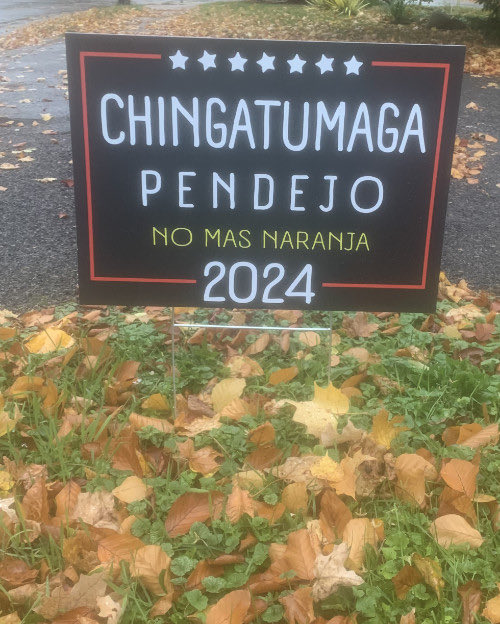 CHINGATUMAGA
PENDEJO
NO MAS NARANJA
2024